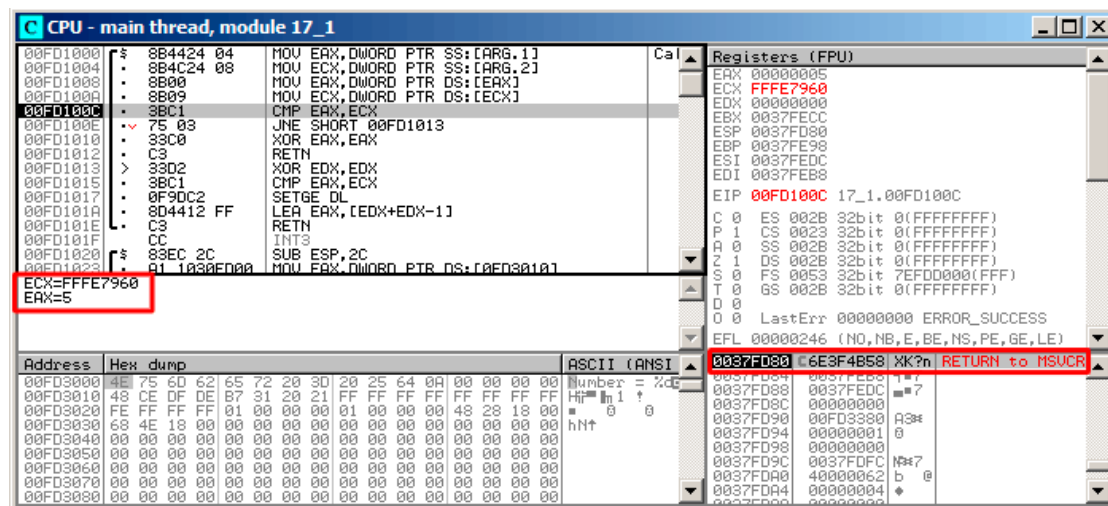 C CPU - main thread, module 17_1
00FD1000 $ 8B4424 04 MOV EAX,DWORD PTR SS:[ARG.1] Cal
00FD1004 . 8B4C24 08 MOV ECX,DWORD PTR SS:[ARG.2]
00FD1008 . 8B00 MOV EAX,DWORD PTR DS:[EAX]
00FD100A . 8B09 MOV ECX,DWORD PTR DS:[ECX]
00FD100C . 3BC1 CMP EAX,ECX
00FD100E . 75 03 JNE SHORT 00FD1013
00FD1010 . 33C0 XOR EAX,EAX
00FD1012 . C3 RETN
00FD1013 > 33D2 XOR EDX,EDX
00FD1015 . 3BC1 CMP EAX,ECX
00FD1017 . 0F9DC2 SETGE DL
00FD101A . 8D4412 FF LEA EAX,[EDX+EDX-1]
00FD101E . C3 RETN
00FD101F CC INT3
00FD1020 $ 83EC 2C SUB ESP,2C
00FD1023 . A1 1030FD00 MOV EAX,DWORD PTR DS:[0FD3010]
ECX=FFFE7960
EAX=5
Registers (FPU)
EAX 00000005
ECX FFFE7960
EDX 00000000
EBX 0037FECC
ESP 0037FD80
EBP 0037FE98
ESI 0037FEDC
EDI 0037FEB8
EIP 00FD100C 17_1.00FD100C
C 0 ES 002B 32bit 0(FFFFFFFF)
P 1 CS 0023 32bit 0(FFFFFFFF)
A 0 SS 002B 32bit 0(FFFFFFFF)
Z 1 DS 002B 32bit 0(FFFFFFFF)
S 0 FS 0053 32bit 7EFDD000(FFF)
T 0 GS 002B 32bit 0(FFFFFFFF)
D 0
O 0 LastErr 00000000 ERROR_SUCCESS
EFL 00000246 (NO,NB,E,BE,NS,PE,GE,LE)
Address Hex dump ASCII (ANSI
00FD3000 4E 75 6D 62 65 72 20 3D 20 25 64 0A 00 00 00 00 Number = %d
00FD3010 48 CE DF DE B7 31 20 21 FF FF FF FF FF FF FF FF
00FD3020 FE FF FF FF 01 00 00 00 01 00 00 00 48 28 18 00
00FD3030 68 4E 18 00 00 00 00 00 00 00 00 00 00 00 00 00 hN↑
00FD3040 00 00 00 00 00 00 00 00 00 00 00 00 00 00 00 00
00FD3050 00 00 00 00 00 00 00 00 00 00 00 00 00 00 00 00
00FD3060 00 00 00 00 00 00 00 00 00 00 00 00 00 00 00 00
00FD3070 00 00 00 00 00 00 00 00 00 00 00 00 00 00 00 00
00FD3080 00 00 00 00 00 00 00 00 00 00 00 00 00 00 00 00
0037FD80 6E3F4B58 XK?n RETURN to MSVCR
0037FD84 0037FEB8
0037FD88 0037FEDC
0037FD8C 00000000
0037FD90 00FD3380
0037FD94 00000001
0037FD98 00000000
0037FD9C 0037FDFC
0037FDA0 40000062 b @
0037FDA4 00000004 ♦